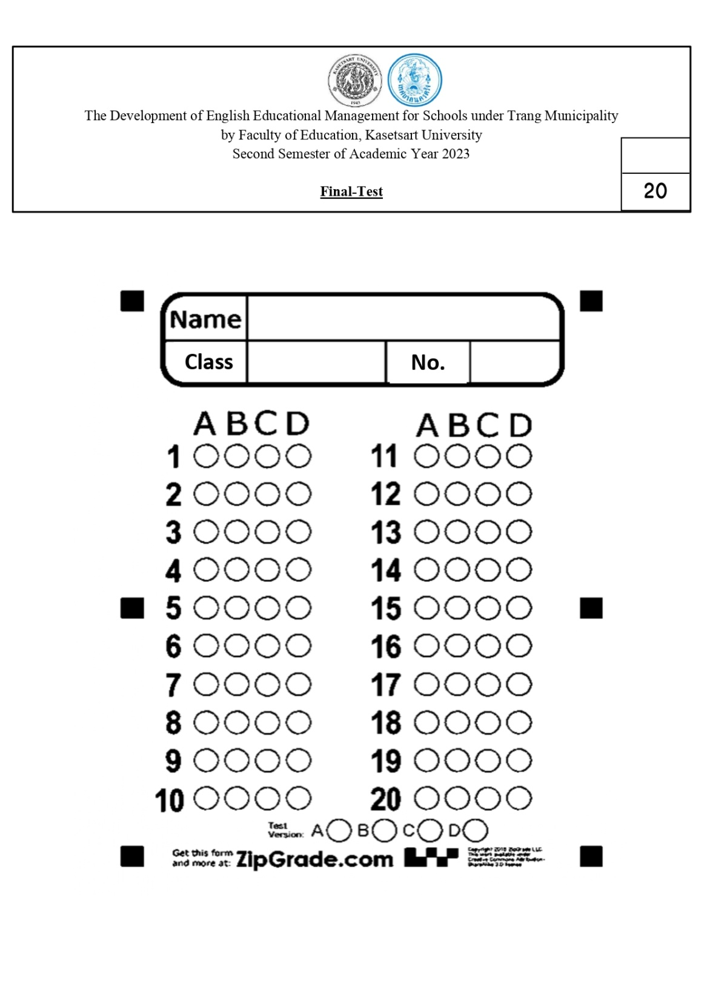 KASETSART UNIVERSITY
1943
เทศบาลนครตรัง
The Development of English Educational Management for Schools under Trang Municipality
by Faculty of Education, Kasetsart University
Second Semester of Academic Year 2023
Final-Test
20
Name
Class No.
A B C D A B C D
1 11
2 12
3 13
4 14
5 15
6 16
7 17
8 18
9 19
10 20
Test
Version: A B C D
Get this form
and more at: ZipGrade.com
Copyright 2010 ZipGrade LLC
This work available under
Creative Commons Attribution-
ShareAlike 3.0 license